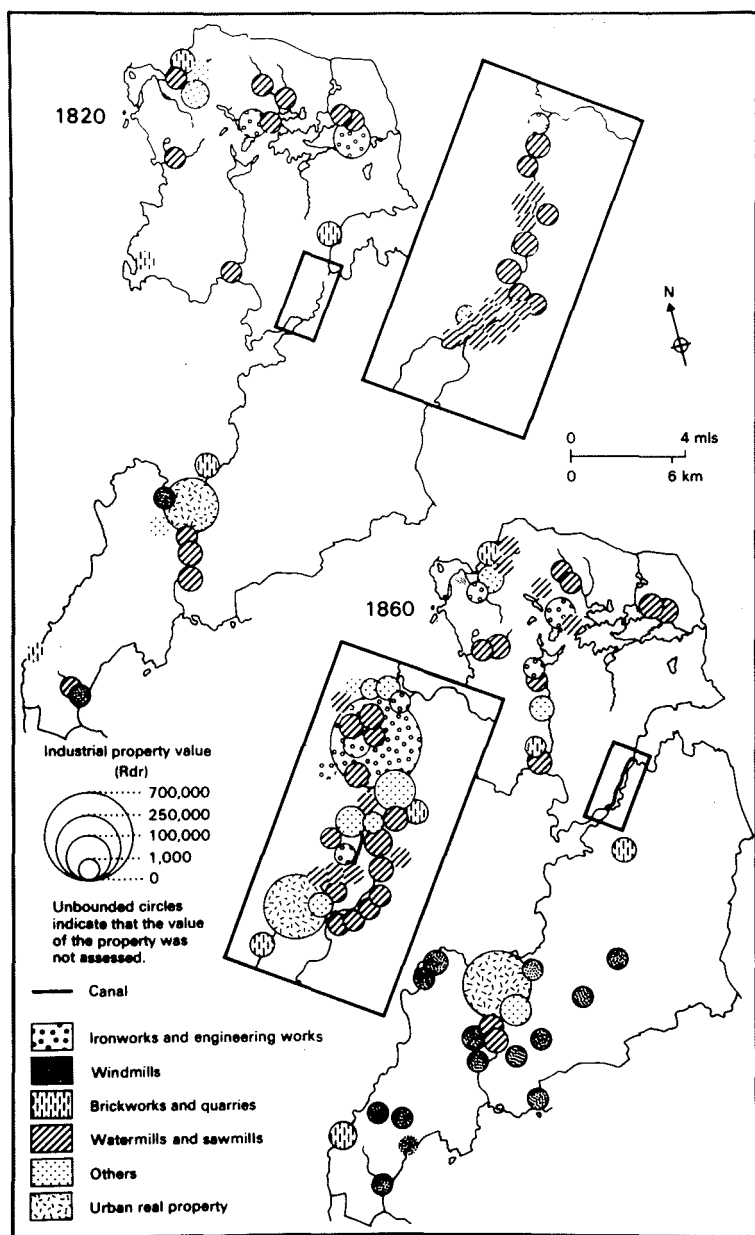 1820
N
0 4 mls
0 6 km
1860
Industrial property value
(Rdr)
700,000
250,000
100,000
1,000
0
Unbounded circles
indicate that the value
of the property was
not assessed.
Canal
Ironworks and engineering works
Windmills
Brickworks and quarries
Watermills and sawmills
Others
Urban real property